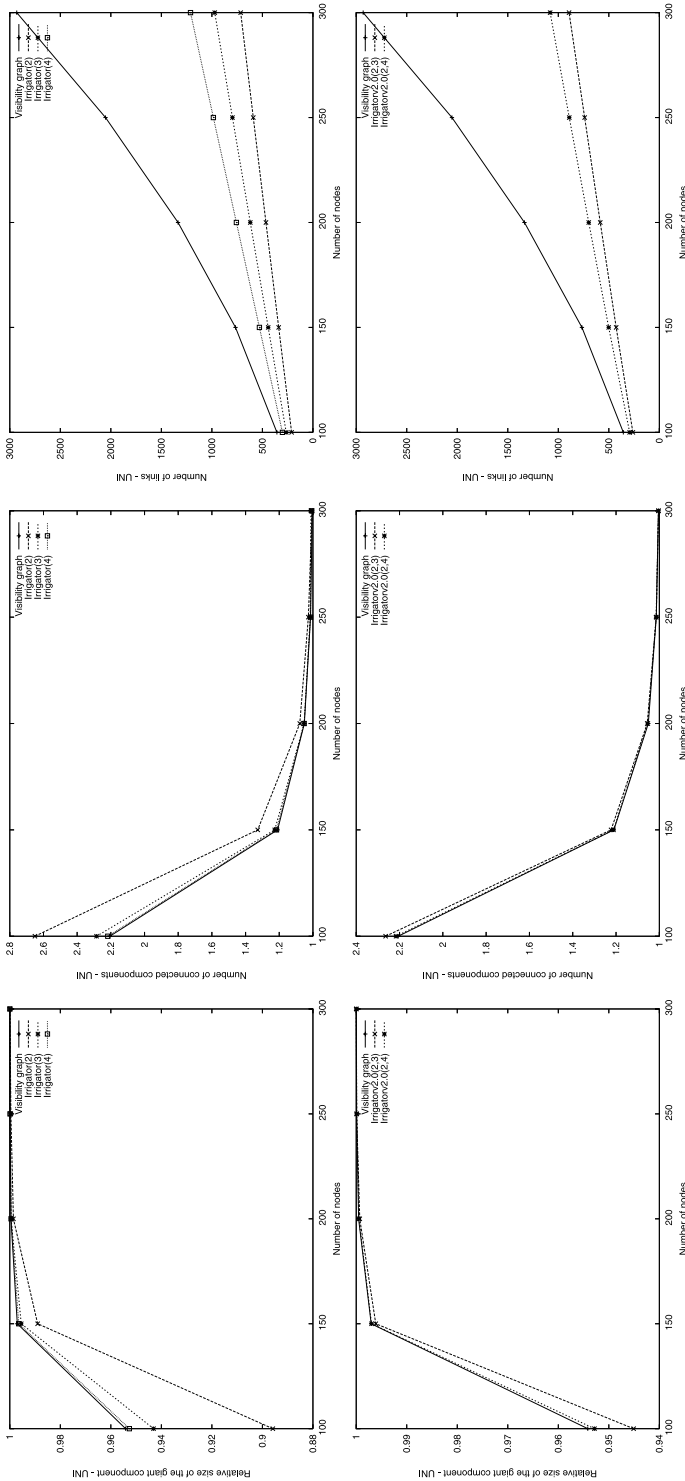 Relative size of the giant component - UNI
1
0.98
0.96
0.94
0.92
0.9
0.88
100
150
200
250
300
Number of nodes
Visibility graph
Irrigator(2)
Irrigator(3)
Irrigator(4)
Number of connected components - UNI
2.8
2.6
2.4
2.2
2
1.8
1.6
1.4
1.2
1
100
150
200
250
300
Number of nodes
Visibility graph
Irrigator(2)
Irrigator(3)
Irrigator(4)
Number of links - UNI
3000
2500
2000
1500
1000
500
0
100
150
200
250
300
Number of nodes
Visibility graph
Irrigator(2)
Irrigator(3)
Irrigator(4)
Relative size of the giant component - UNI
1
0.99
0.98
0.97
0.96
0.95
0.94
100
150
200
250
300
Number of nodes
Visibility graph
Irrigatorv2.0(2,3)
Irrigatorv2.0(2,4)
Number of connected components - UNI
2.4
2.2
2
1.8
1.6
1.4
1.2
1
100
150
200
250
300
Number of nodes
Visibility graph
Irrigatorv2.0(2,3)
Irrigatorv2.0(2,4)
Number of links - UNI
3000
2500
2000
1500
1000
500
0
100
150
200
250
300
Number of nodes
Visibility graph
Irrigatorv2.0(2,3)
Irrigatorv2.0(2,4)